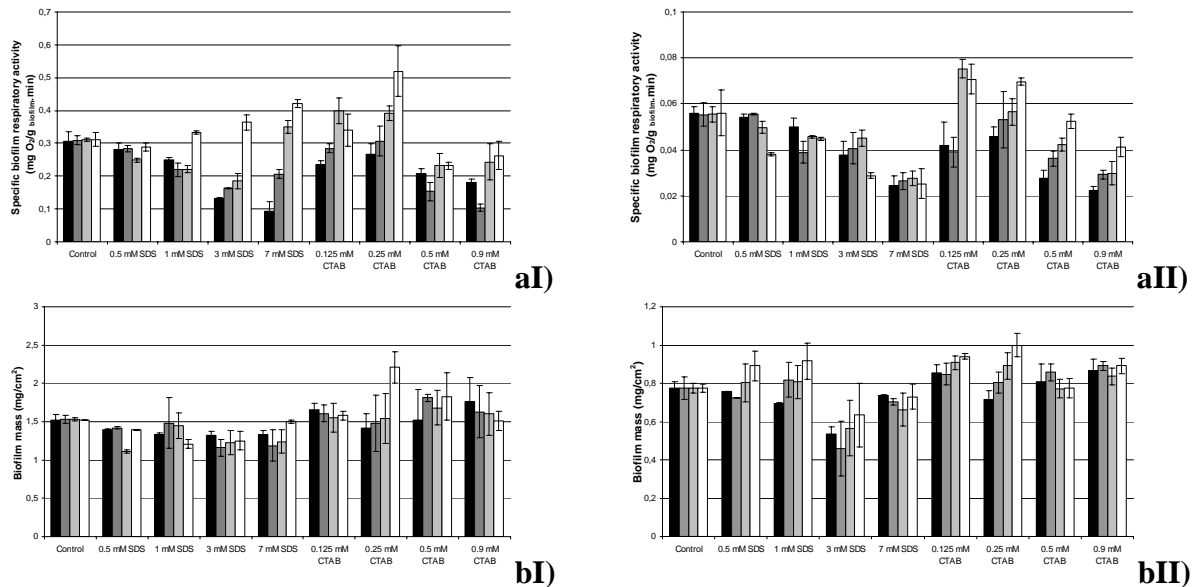 Specific biofilm respiratory activity
(mg O₂/g biofilm.min)
0,7
0,6
0,5
0,4
0,3
0,2
0,1
0
Control
0.5 mM SDS
1 mM SDS
3 mM SDS
7 mM SDS
0.125 mM
CTAB
0.25 mM
CTAB
0.5 mM
CTAB
0.9 mM
CTAB
aI)
Specific biofilm respiratory activity
(mg O₂/g biofilm.min)
0,1
0,08
0,06
0,04
0,02
0
Control
0.5 mM SDS
1 mM SDS
3 mM SDS
7 mM SDS
0.125 mM
CTAB
0.25 mM
CTAB
0.5 mM
CTAB
0.9 mM
CTAB
aII)
Biofilm mass (mg/cm²)
3
2,5
2
1,5
1
0,5
0
Control
0.5 mM SDS
1 mM SDS
3 mM SDS
7 mM SDS
0.125 mM
CTAB
0.25 mM
CTAB
0.5 mM
CTAB
0.9 mM
CTAB
bI)
Biofilm mass (mg/cm²)
1,2
1
0,8
0,6
0,4
0,2
0
Control
0.5 mM SDS
1 mM SDS
3 mM SDS
7 mM SDS
0.125 mM
CTAB
0.25 mM
CTAB
0.5 mM
CTAB
0.9 mM
CTAB
bII)